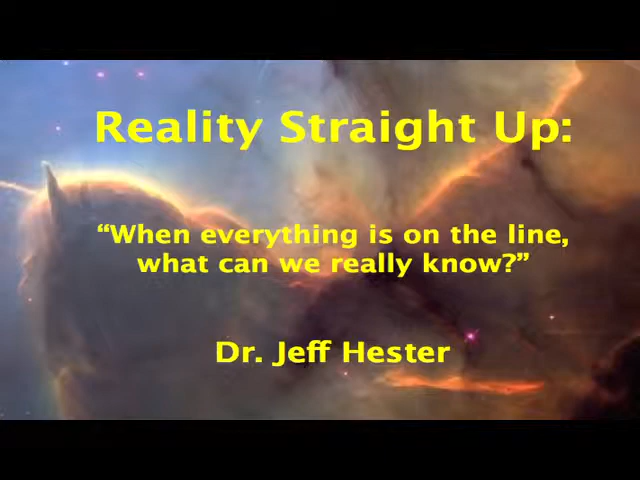 Reality Straight Up:
“When everything is on the line,
what can we really know?”
Dr. Jeff Hester